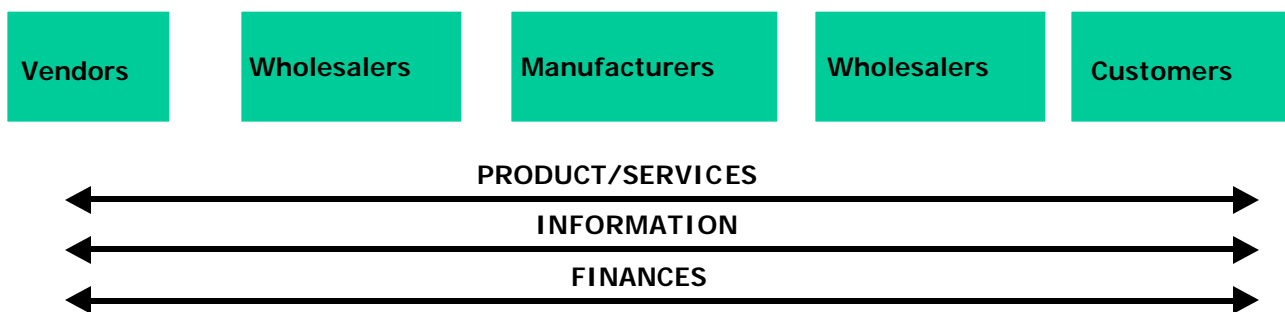 Vendors
Wholesalers
Manufacturers
Wholesalers
Customers
PRODUCT/SERVICES
INFORMATION
FINANCES